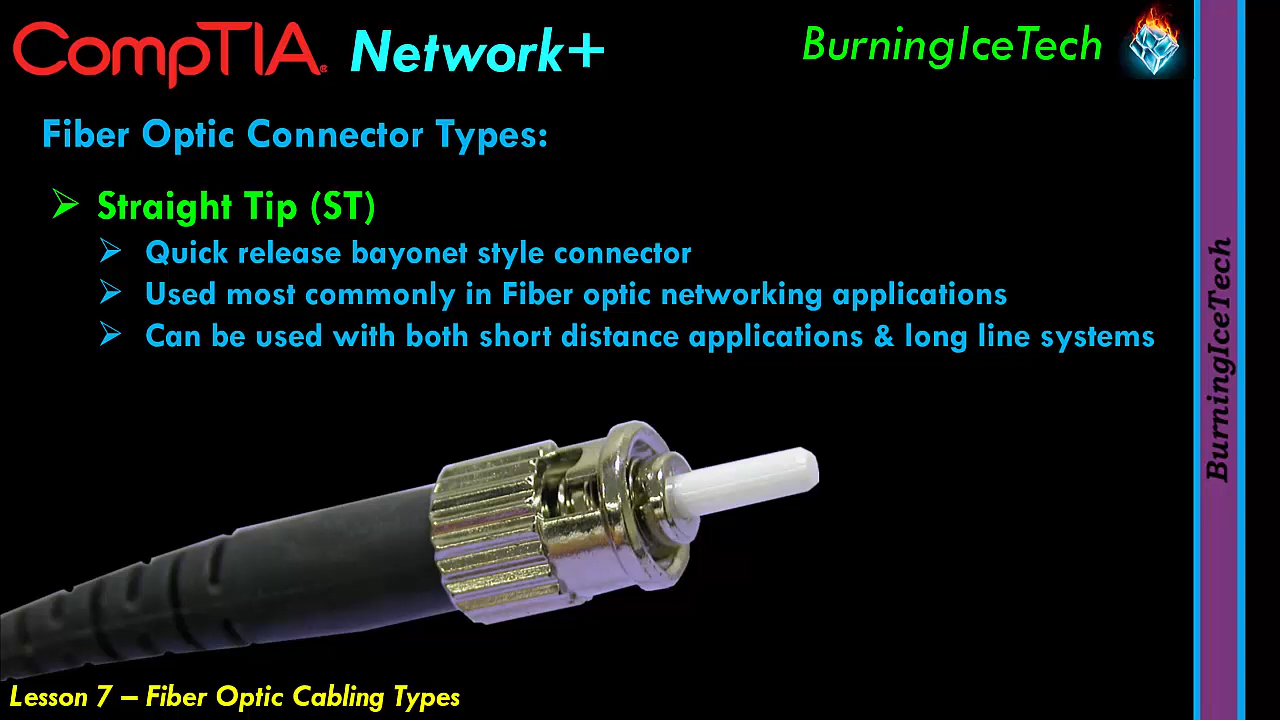 CompTIA® Network+
BurningIceTech
Fiber Optic Connector Types:
Straight Tip (ST)
Quick release bayonet style connector
Used most commonly in Fiber optic networking applications
Can be used with both short distance applications & long line systems
BurningIceTech
Lesson 7 – Fiber Optic Cabling Types